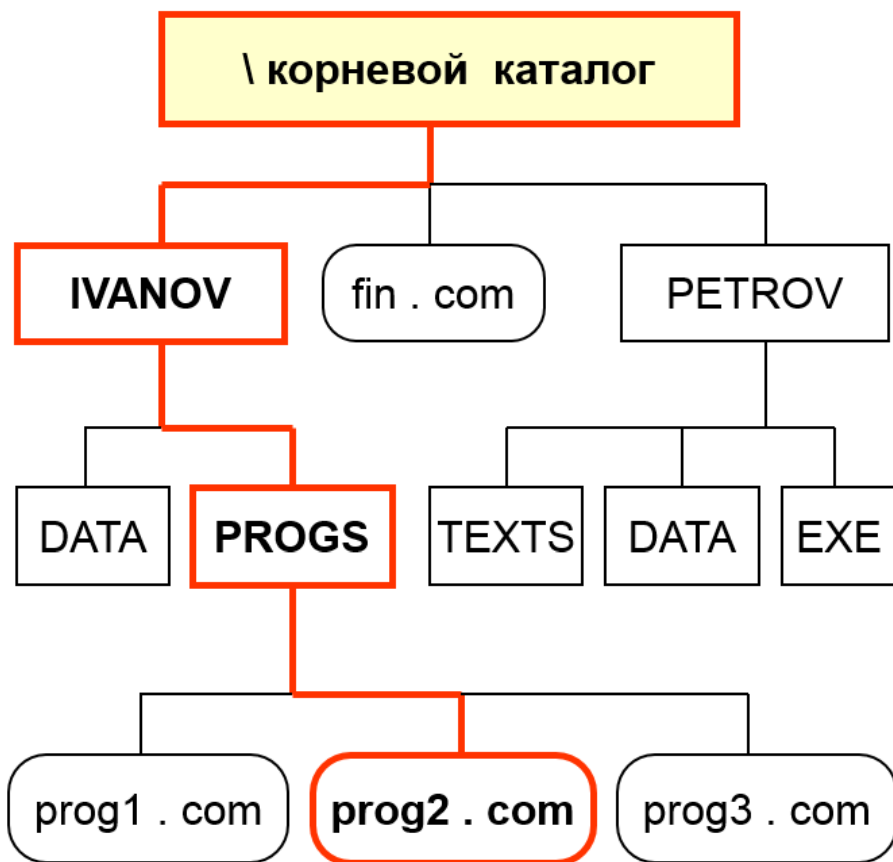 \ корневой каталог
IVANOV
fin . com
PETROV
DATA
PROGS
TEXTS
DATA
EXE
prog1 . com
prog2 . com
prog3 . com